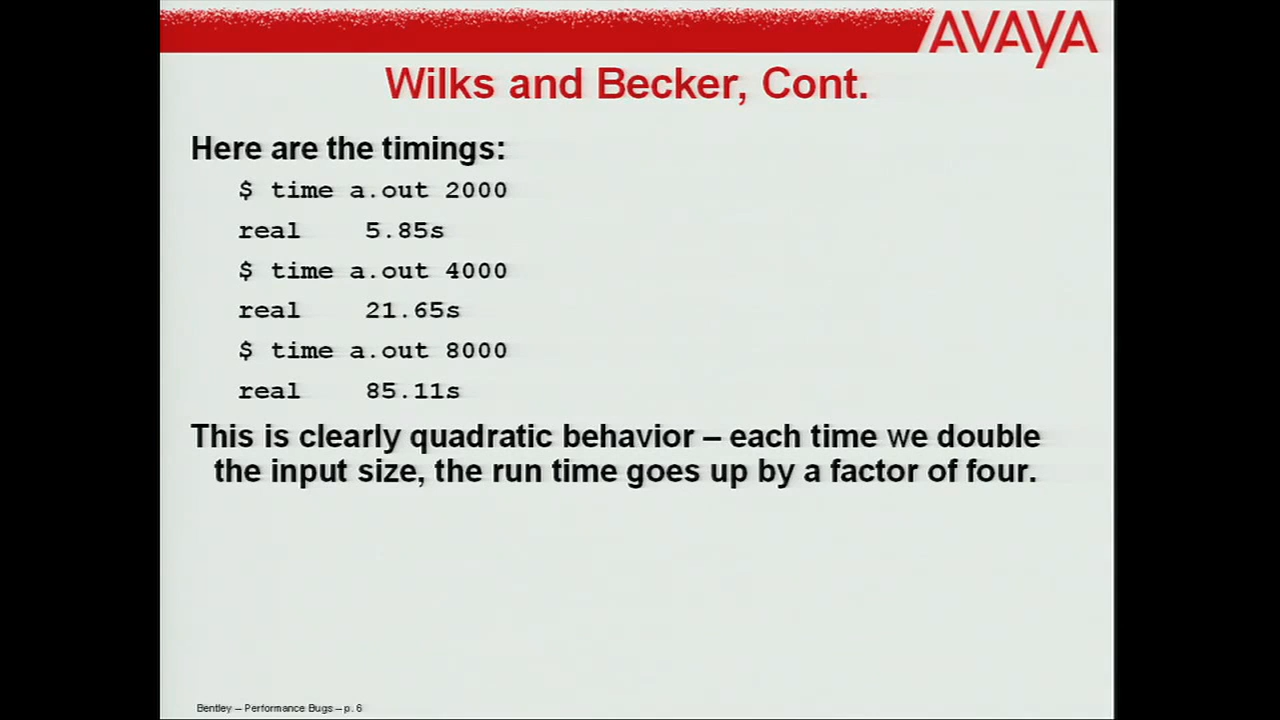 AVAYA
Wilks and Becker, Cont.
Here are the timings:
$ time a.out 2000
real    5.85s
$ time a.out 4000
real    21.65s
$ time a.out 8000
real    85.11s
This is clearly quadratic behavior – each time we double
the input size, the run time goes up by a factor of four.
Bentley – Performance Bugs – p. 6